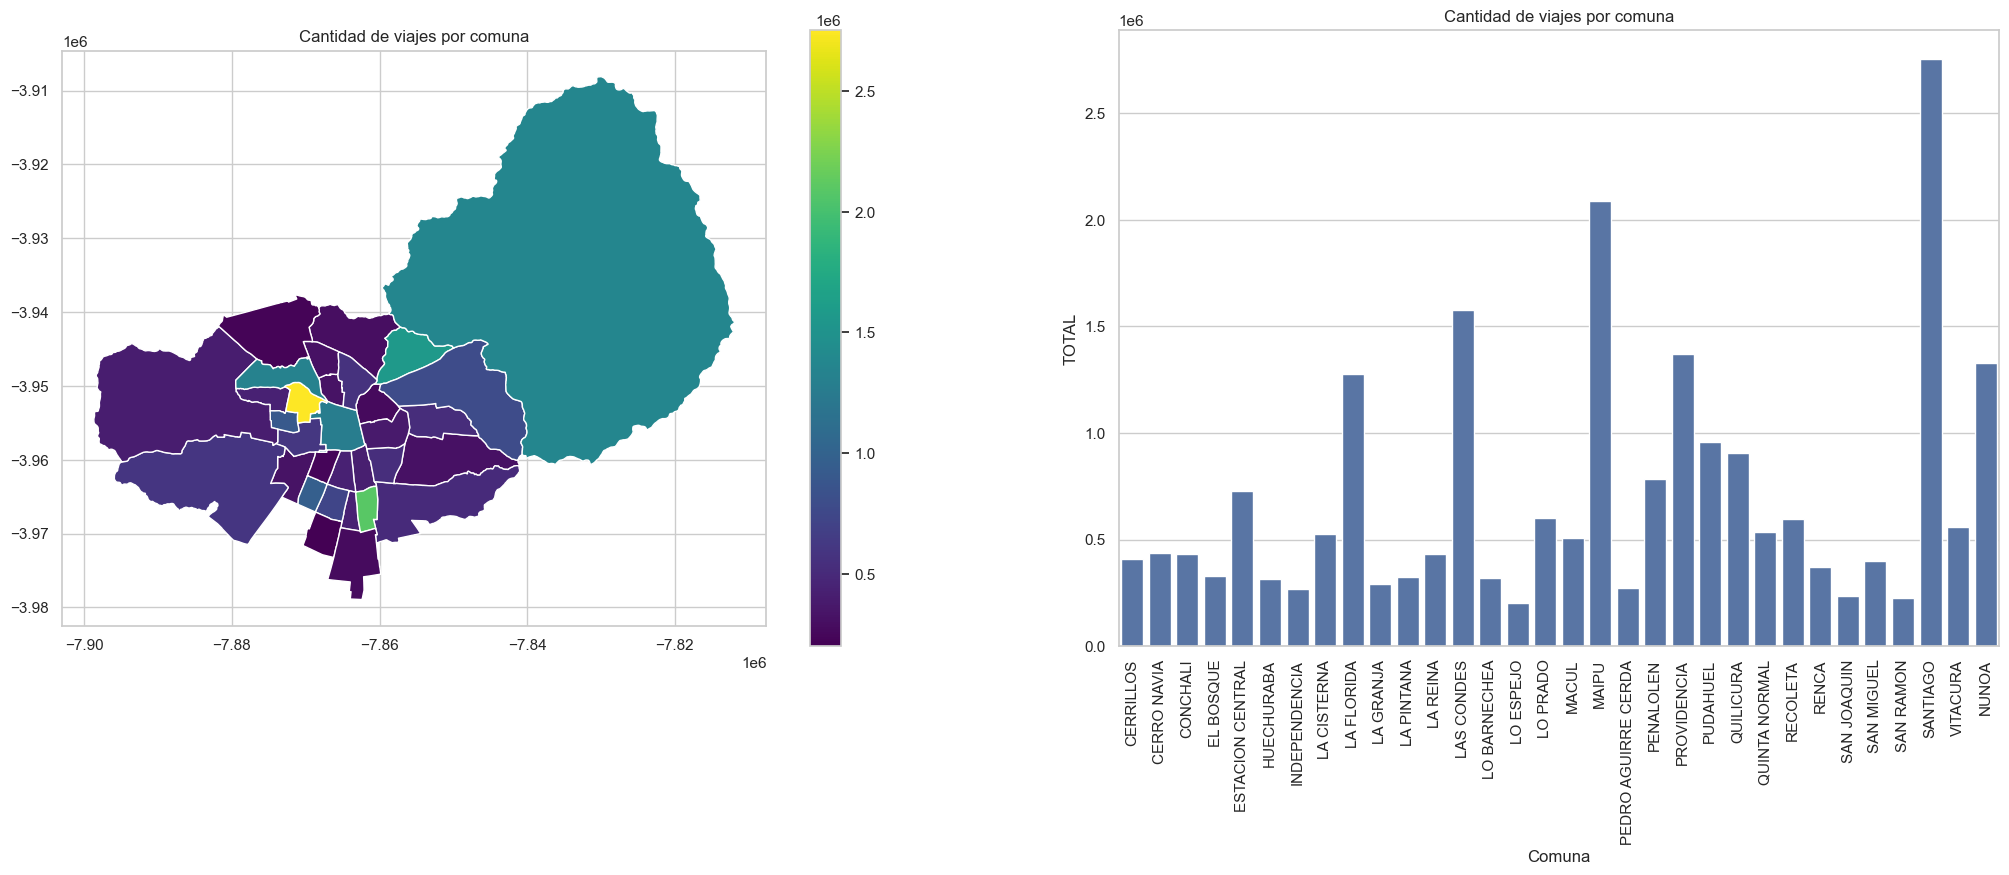 Cantidad de viajes por comuna
1e6
−3.91
−3.92
−3.93
−3.94
−3.95
−3.96
−3.97
−3.98
−7.90
−7.88
−7.86
−7.84
−7.82
1e6
1e6
2.5
2.0
1.5
1.0
0.5
Cantidad de viajes por comuna
1e6
2.5
2.0
1.5
1.0
0.5
0.0
TOTAL
CERRILLOS
CERRO NAVIA
CONCHALI
EL BOSQUE
ESTACION CENTRAL
HUECHURABA
INDEPENDENCIA
LA CISTERNA
LA FLORIDA
LA GRANJA
LA PINTANA
LA REINA
LAS CONDES
LO BARNECHEA
LO ESPEJO
LO PRADO
MACUL
MAIPU
PEDRO AGUIRRE CERDA
PENALOLEN
PROVIDENCIA
PUDAHUEL
QUILICURA
QUINTA NORMAL
RECOLETA
RENCA
SAN JOAQUIN
SAN MIGUEL
SAN RAMON
SANTIAGO
VITACURA
NUNOA
Comuna